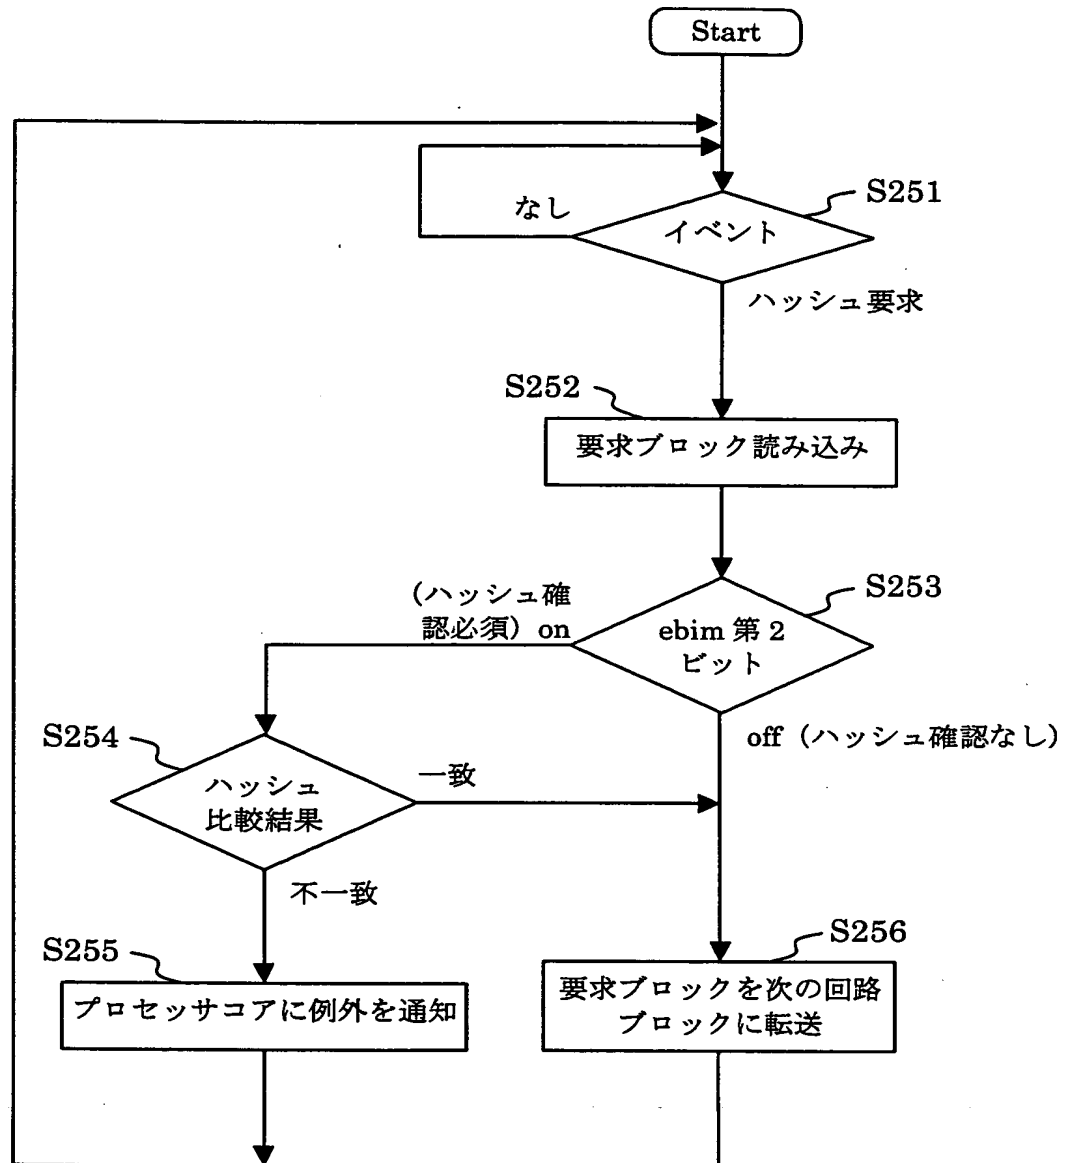 Start
S251
なし
イベント
ハッシュ要求
S252
要求ブロック読み込み
S253
（ハッシュ確
認必須）on
ebim 第 2
ビット
S254
off（ハッシュ確認なし）
ハッシュ
比較結果
一致
不一致
S255
S256
プロセッサコアに例外を通知
要求ブロックを次の回路
ブロックに転送